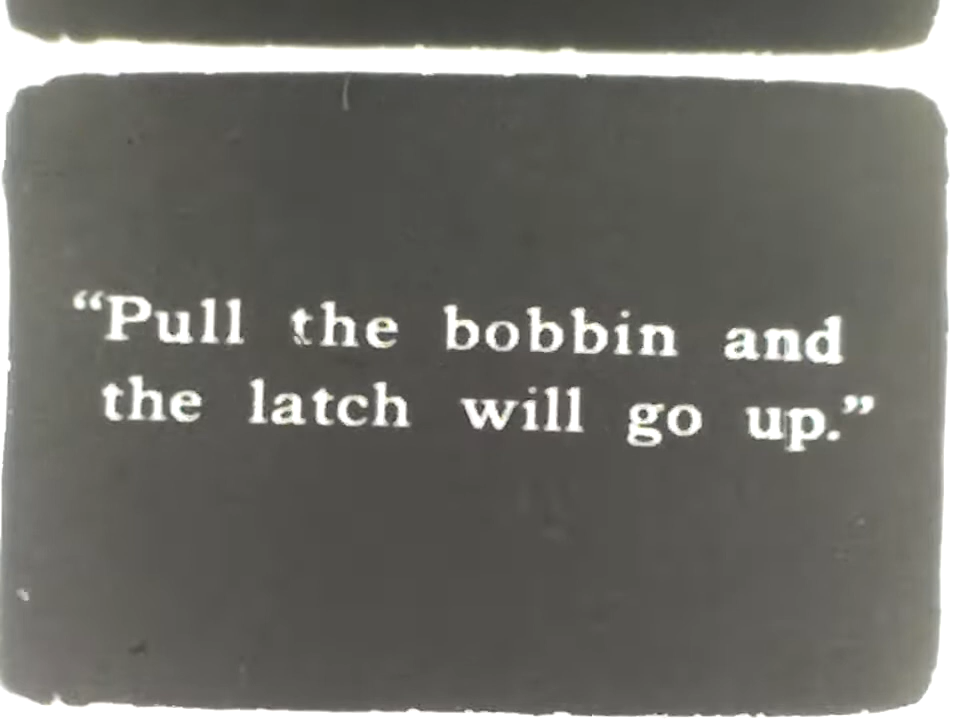 “Pull the bobbin and
the latch will go up.”